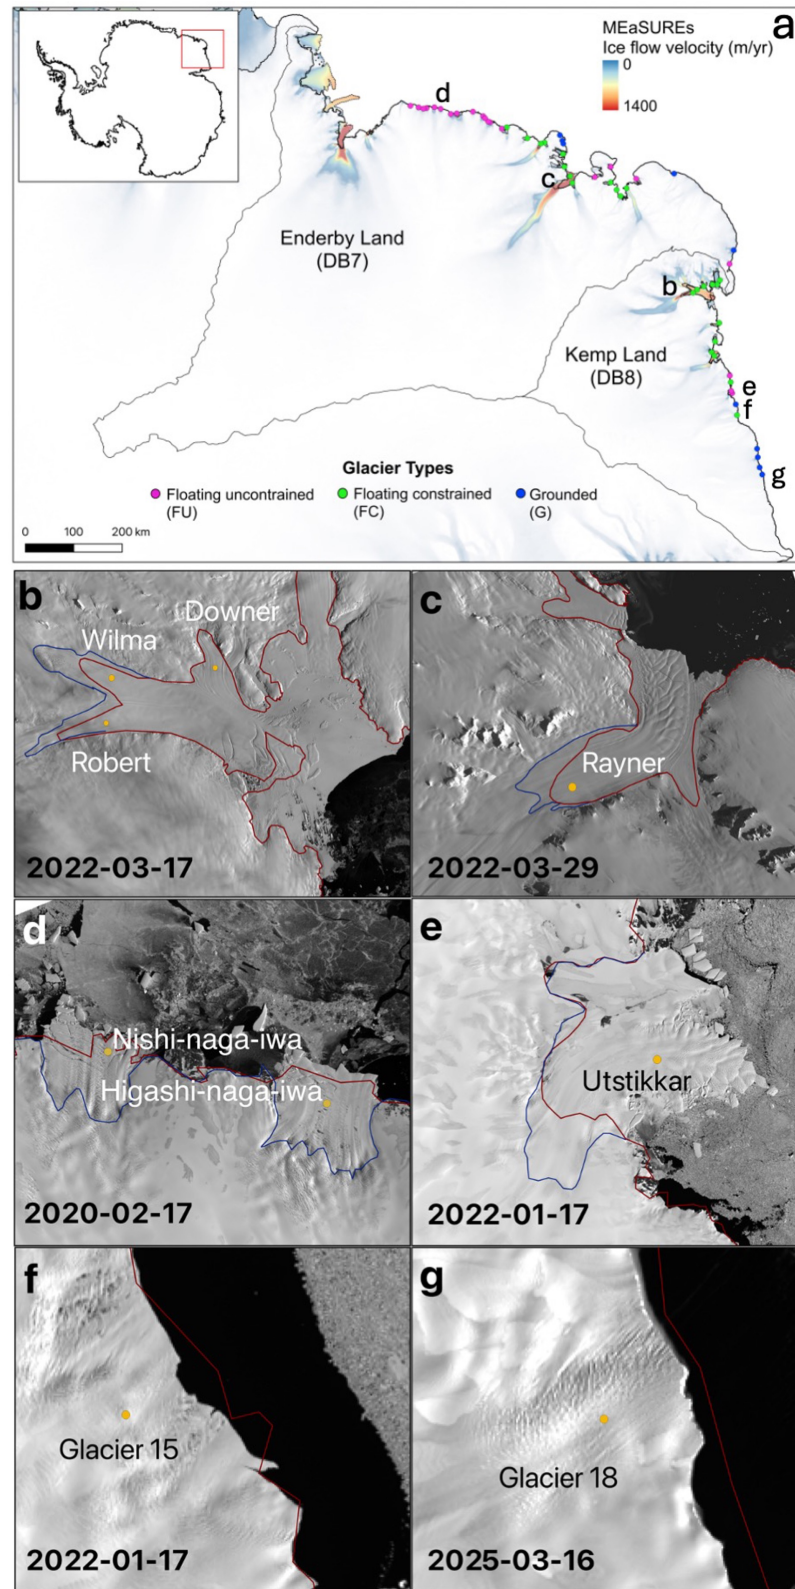 a
MEaSUREs
Ice flow velocity (m/yr)
0
1400
d
c
Enderby Land
(DB7)
b
Kemp Land
(DB8)
e
f
g
Glacier Types
Floating uncontrained
(FU)
Floating constrained
(FC)
Grounded
(G)
0 100 200 km
b
Downer
Wilma
Robert
2022-03-17
c
Rayner
2022-03-29
d
Nishi-naga-iwa
Higashi-naga-iwa
2020-02-17
e
Utstikkar
2022-01-17
f
Glacier 15
2022-01-17
g
Glacier 18
2025-03-16